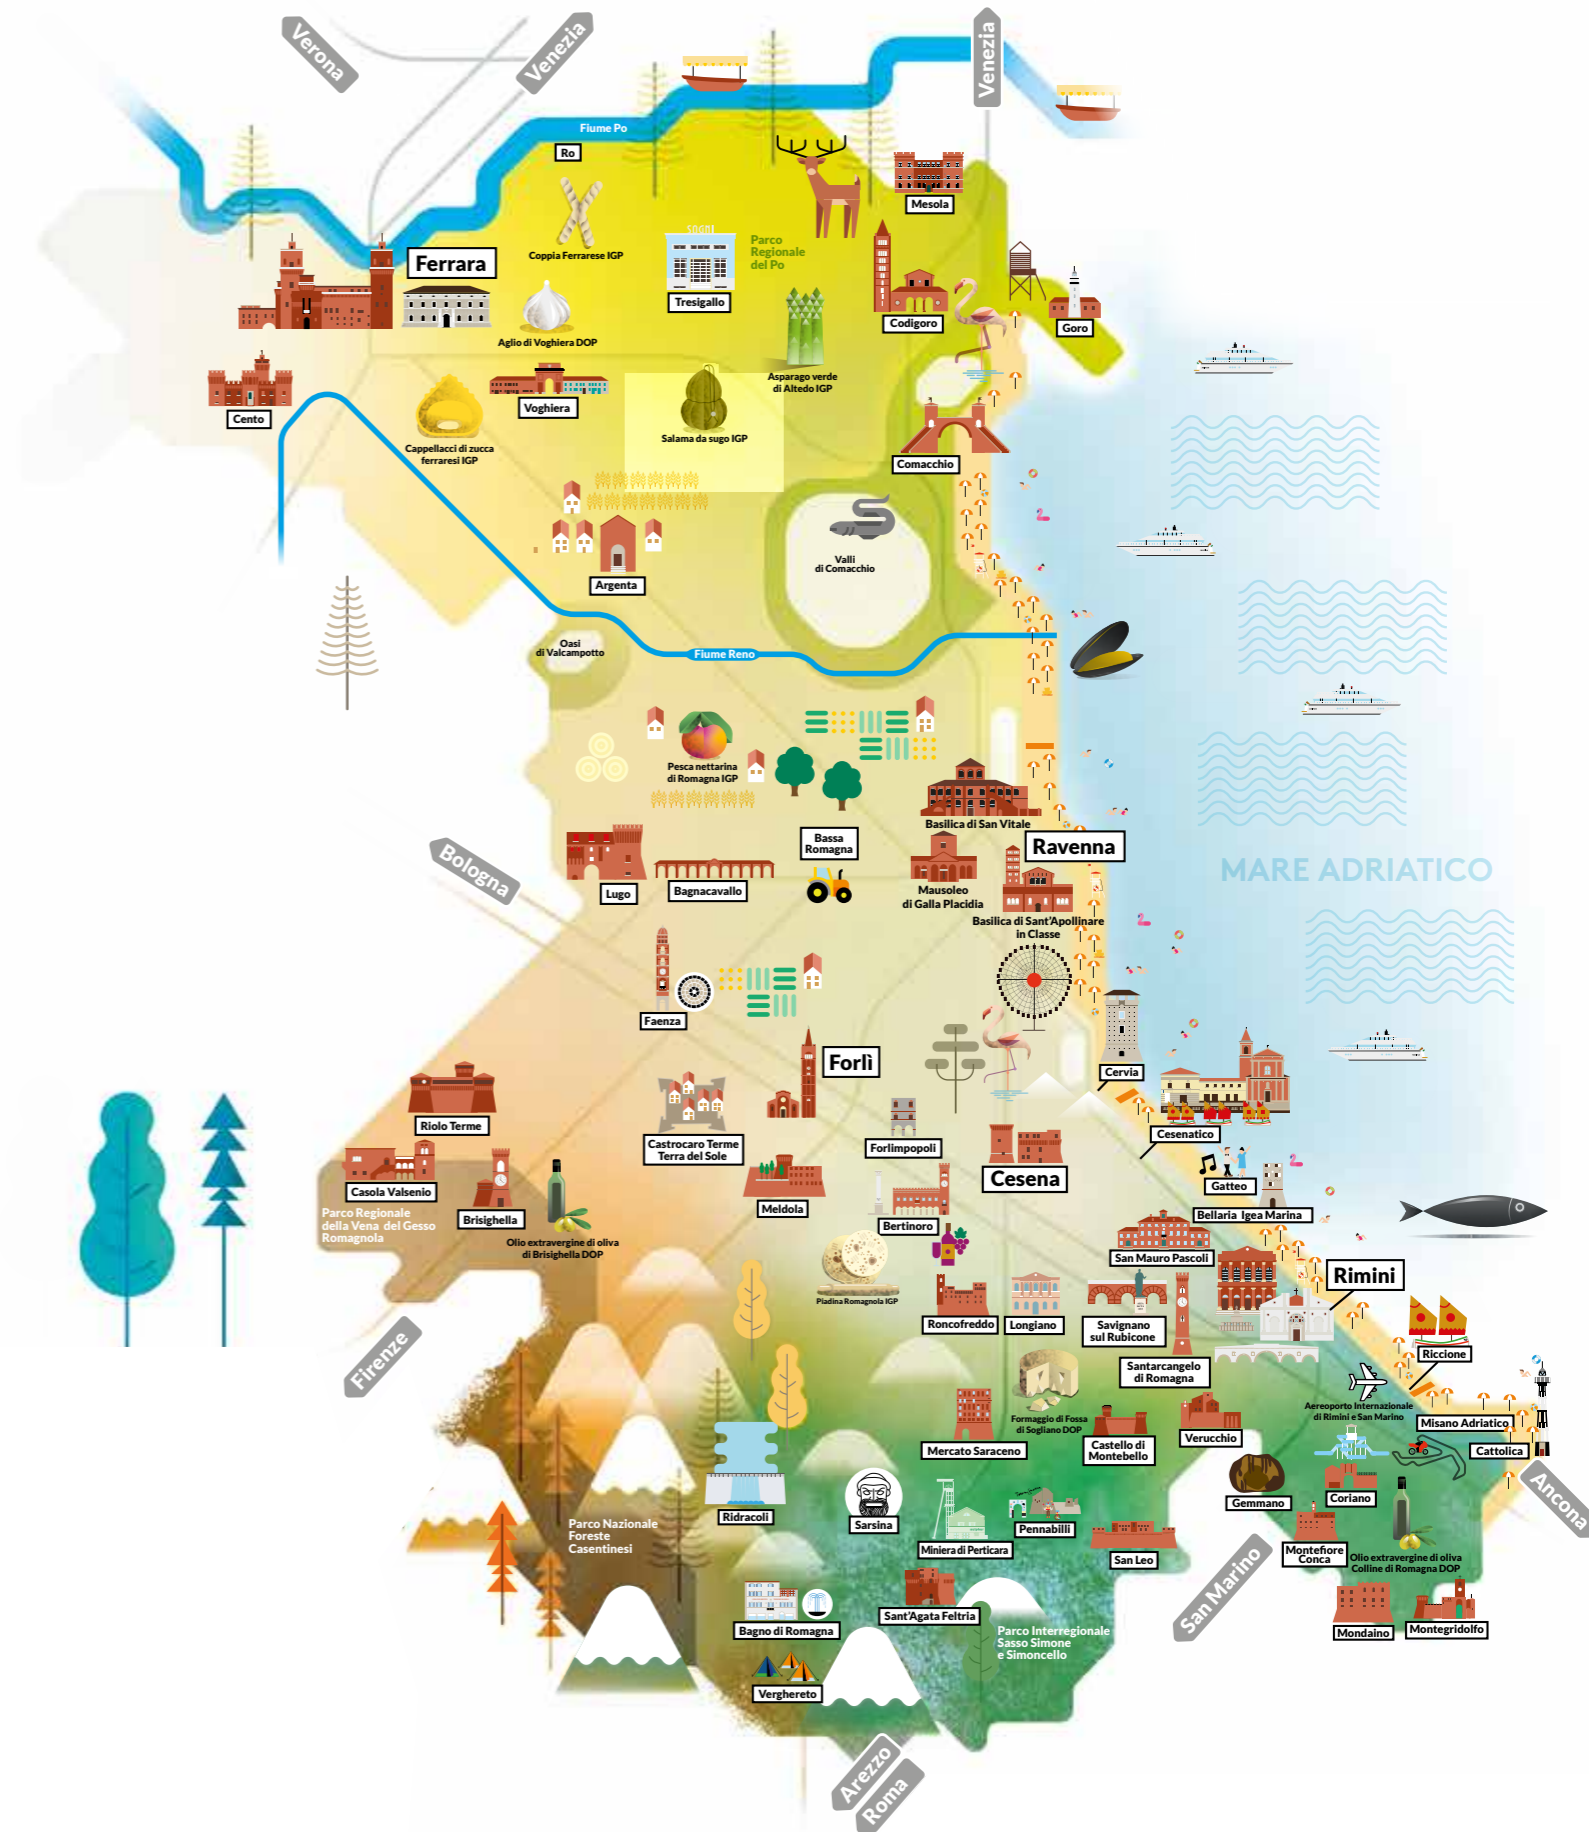 Verona
Venezia
Venezia
Fiume Po
Ro
Mesola
Ferrara
Coppia Ferrarese IGP
Parco
Regionale
del Po
Tresigallo
Codigoro
Goro
Aglio di Voghiera DOP
Asparago verde
di Altedo IGP
Cento
Voghiera
Cappellacci di zucca
ferraresi IGP
Salama da sugo IGP
Comacchio
Valli
di Comacchio
Argenta
Oasi
di Valcampotto
Fiume Reno
Pesca nettarina
di Romagna IGP
Basilica di San Vitale
Bassa
Romagna
Ravenna
MARE ADRIATICO
Bologna
Lugo
Bagnacavallo
Mausoleo
di Galla Placidia
Basilica di Sant'Apollinare
in Classe
Faenza
Forlì
Cervia
Riolo Terme
Castrocaro Terme
Terra del Sole
Forlimpopoli
Cesenatico
Cesena
Casola Valsenio
Brisighella
Meldola
Gatteo
Bellaria Igea Marina
Parco Regionale
della Vena del Gesso
Romagnola
Olio extravergine di oliva
di Brisighella DOP
Bertinoro
San Mauro Pascoli
Rimini
Piadina Romagnola IGP
Roncofreddo
Longiano
Savignano
sul Rubicone
Firenze
Santarcangelo
di Romagna
Riccione
Aereoporto Internazionale
di Rimini e San Marino
Misano Adriatico
Formaggio di Fossa
di Sogliano DOP
Mercato Saraceno
Castello di
Montebello
Verucchio
Cattolica
Ancona
Gemmano
Coriano
Ridracoli
Sarsina
Parco Nazionale
Foreste
Casentinesi
Pennabilli
Miniera di Perticara
San Leo
Montefiore
Conca
Olio extravergine di oliva
Colline di Romagna DOP
San Marino
Bagno di Romagna
Sant'Agata Feltria
Parco Interregionale
Sasso Simone
e Simoncello
Mondaino
Montegridolfo
Verghereto
Arezzo
Roma